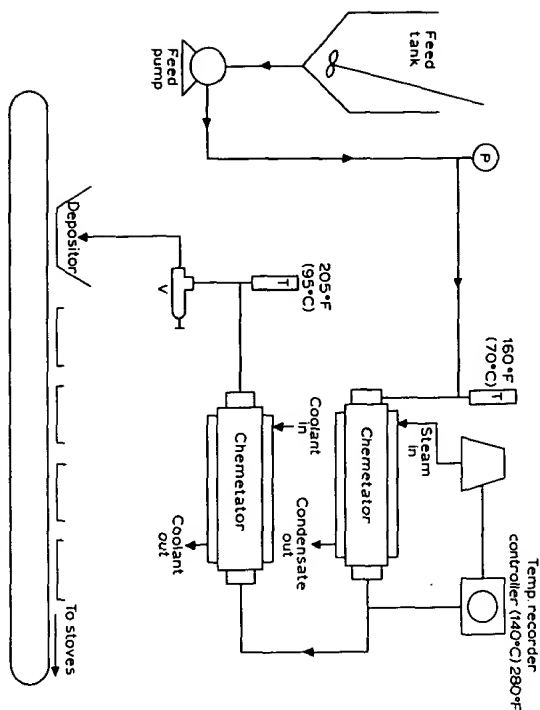 Feed
tank
Feed
pump
P
160°F
(70°C)
T
Steam
in
Temp. recorder
controller (140°C) 280°F
Chemetator
Condensate
out
Coolant
in
Chemetator
Coolant
out
205°F
(95°C)
T
V
Depositor
To stoves